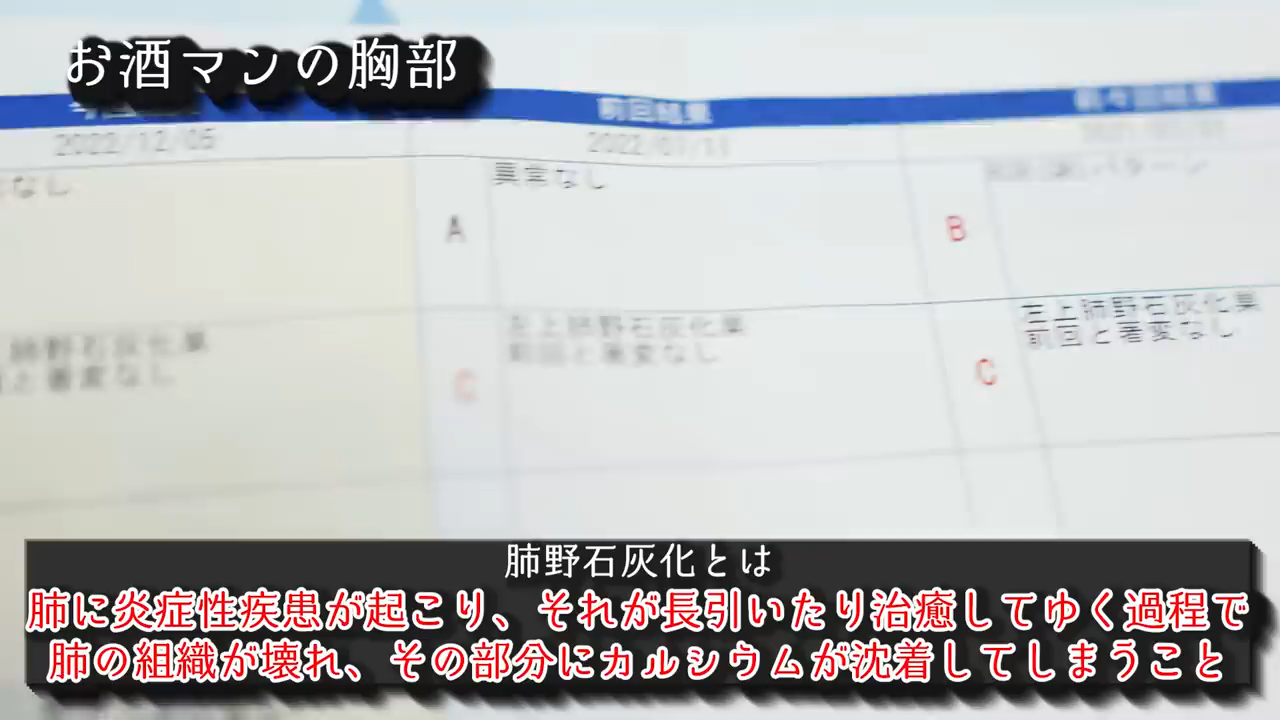 お酒マンの胸部
前回結果
2022/12/05
2022/01/11
なし
異常なし
パターン
A
B
左上肺野石灰化巣
前回と著変なし
肺野石灰化巣
と著変なし
左上肺野石灰化巣
前回と著変なし
C
C
肺野石灰化とは
肺に炎症性疾患が起こり、それが長引いたり治癒してゆく過程で
肺の組織が壊れ、その部分にカルシウムが沈着してしまうこと